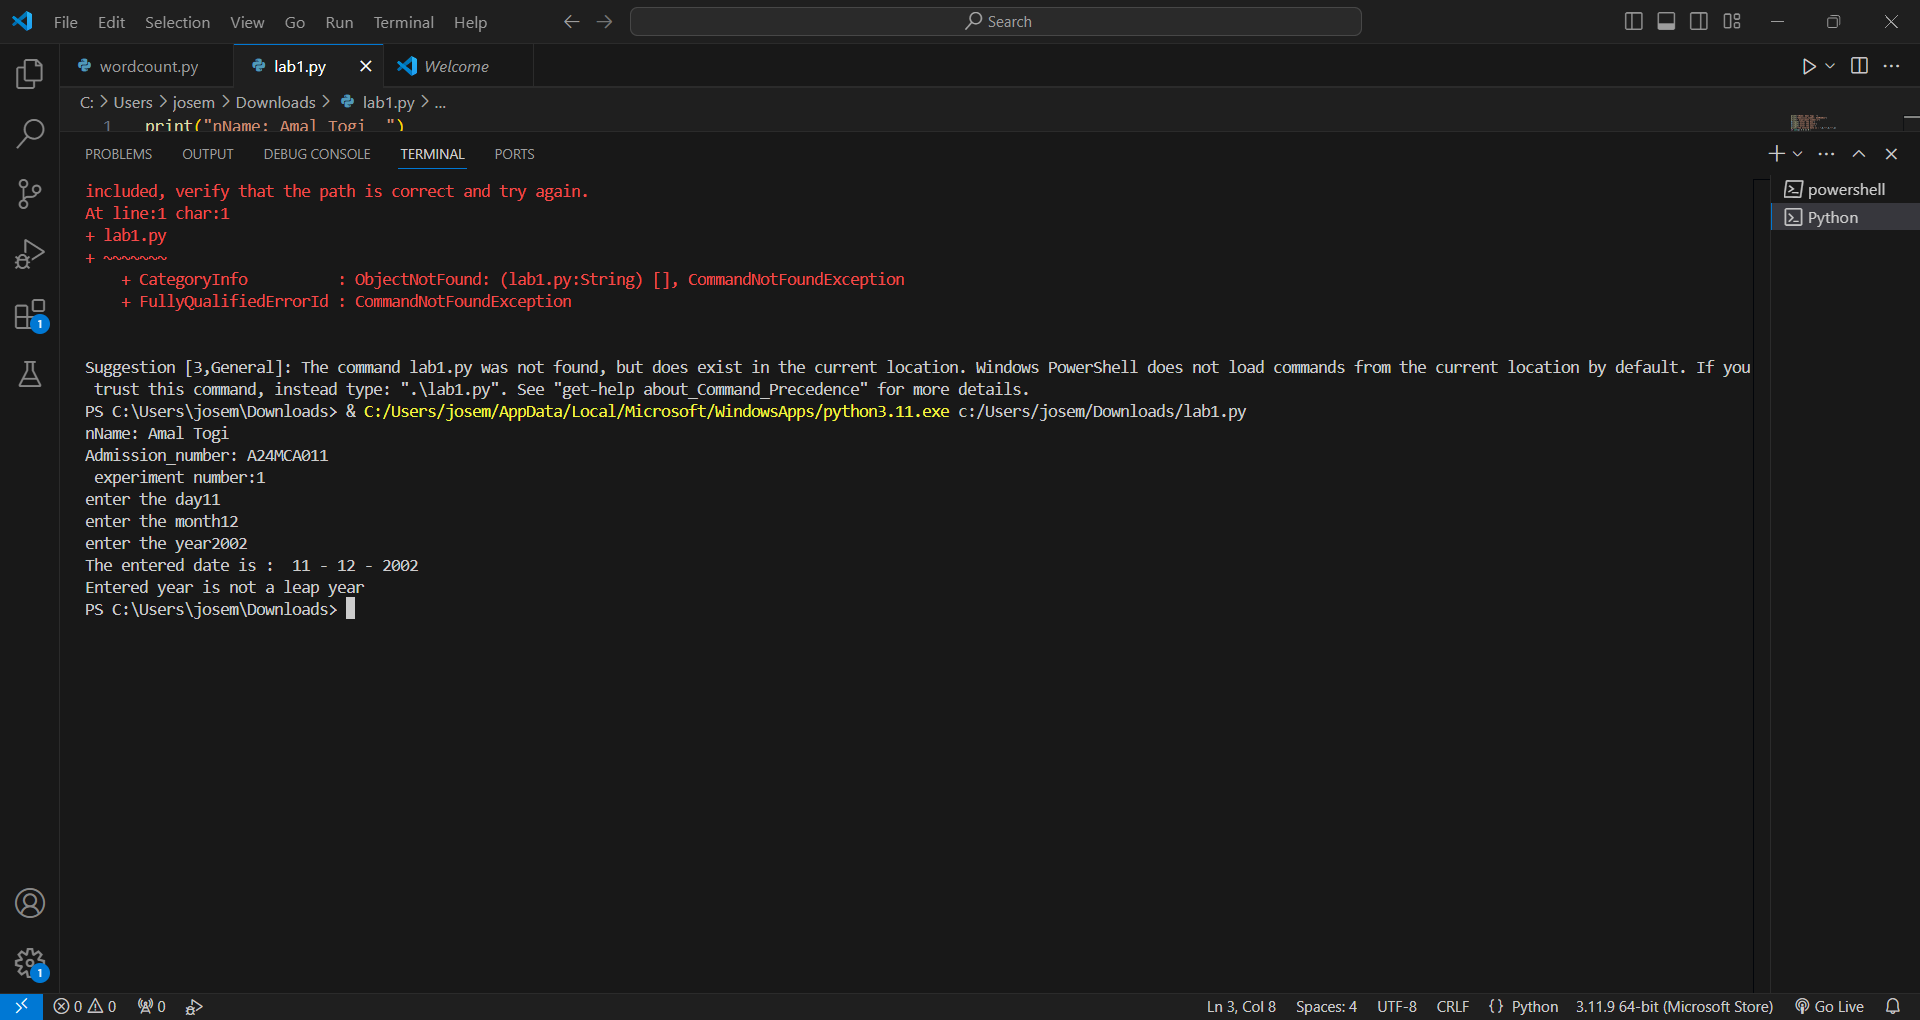 File Edit Selection View Go Run Terminal Help Search
wordcount.py lab1.py Welcome
C: > Users > josem > Downloads > lab1.py > ...
1 print("nName: Amal Togi  ")
PROBLEMS OUTPUT DEBUG CONSOLE TERMINAL PORTS
included, verify that the path is correct and try again.
At line:1 char:1
+ lab1.py
+ ~~~~~~~
    + CategoryInfo          : ObjectNotFound: (lab1.py:String) [], CommandNotFoundException
    + FullyQualifiedErrorId : CommandNotFoundException
Suggestion [3,General]: The command lab1.py was not found, but does exist in the current location. Windows PowerShell does not load commands from the current location by default. If you
 trust this command, instead type: ".\lab1.py". See "get-help about_Command_Precedence" for more details.
PS C:\Users\josem\Downloads> & C:/Users/josem/AppData/Local/Microsoft/WindowsApps/python3.11.exe c:/Users/josem/Downloads/lab1.py
nName: Amal Togi
Admission_number: A24MCA011
 experiment number:1
enter the day11
enter the month12
enter the year2002
The entered date is :  11 - 12 - 2002
Entered year is not a leap year
PS C:\Users\josem\Downloads>
powershell
Python
1
1
0 0 0 Ln 3, Col 8 Spaces: 4 UTF-8 CRLF {} Python 3.11.9 64-bit (Microsoft Store) Go Live